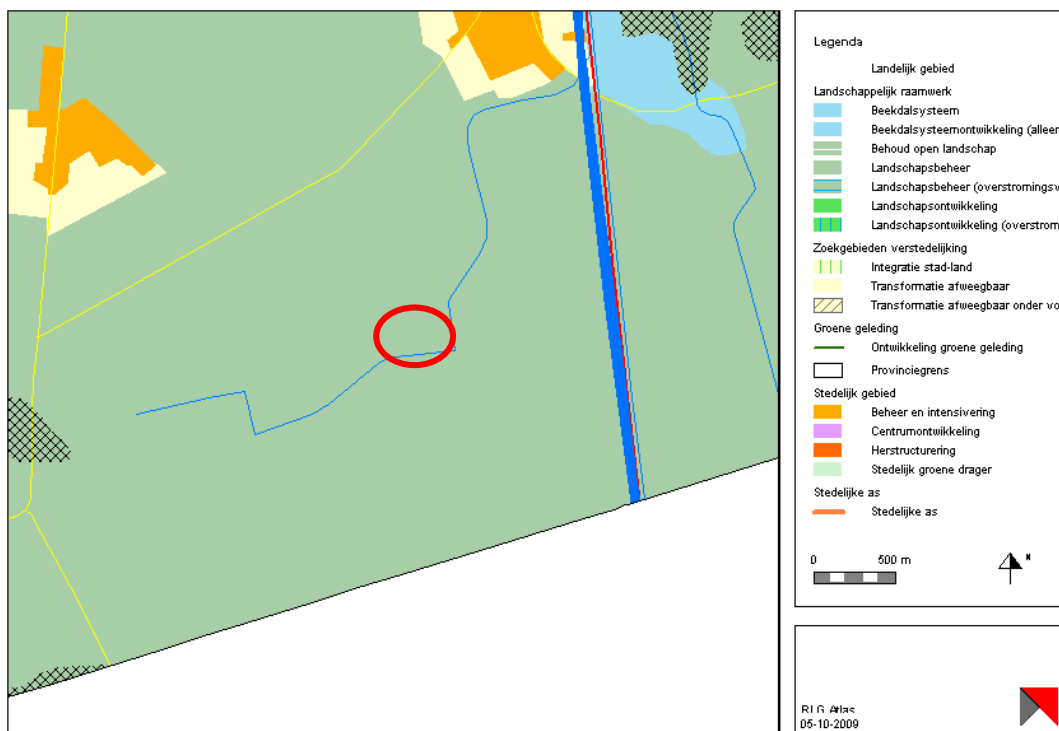 Legenda
Landelijk gebied
Landschappelijk raamwerk
Beekdalsysteem
Beekdalsysteemontwikkeling (alleen
Behoud open landschap
Landschapsbeheer
Landschapsbeheer (overstromingsv
Landschapsontwikkeling
Landschapsontwikkeling (overstrom
Zoekgebieden verstedelijking
Integratie stad-land
Transformatie afweegbaar
Transformatie afweegbaar onder vo
Groene geleding
Ontwikkeling groene geleding
Provinciegrens
Stedelijk gebied
Beheer en intensivering
Centrumontwikkeling
Herstructurering
Stedelijk groene drager
Stedelijke as
Stedelijke as
0 500 m
N
RLG Atlas
05-10-2009